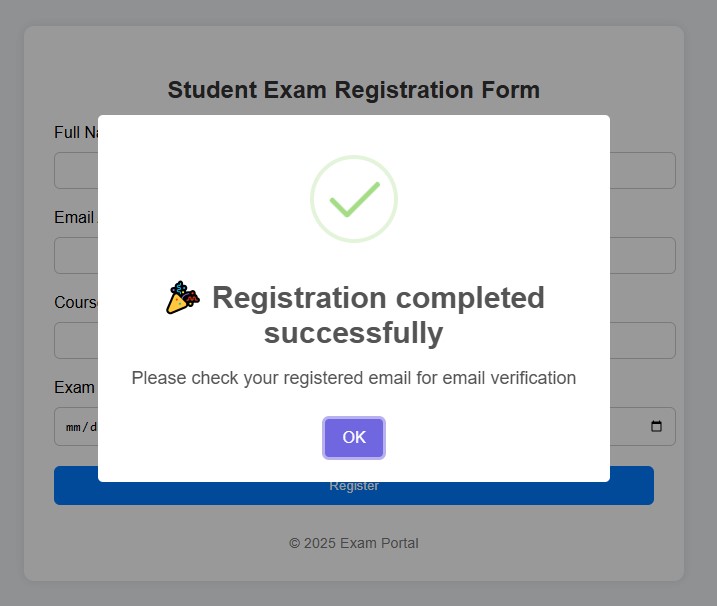 Student Exam Registration Form
Full Na
🎉 Registration completed
successfully
Email
Please check your registered email for email verification
Cours
Exam
mm/d
OK
Register
© 2025 Exam Portal